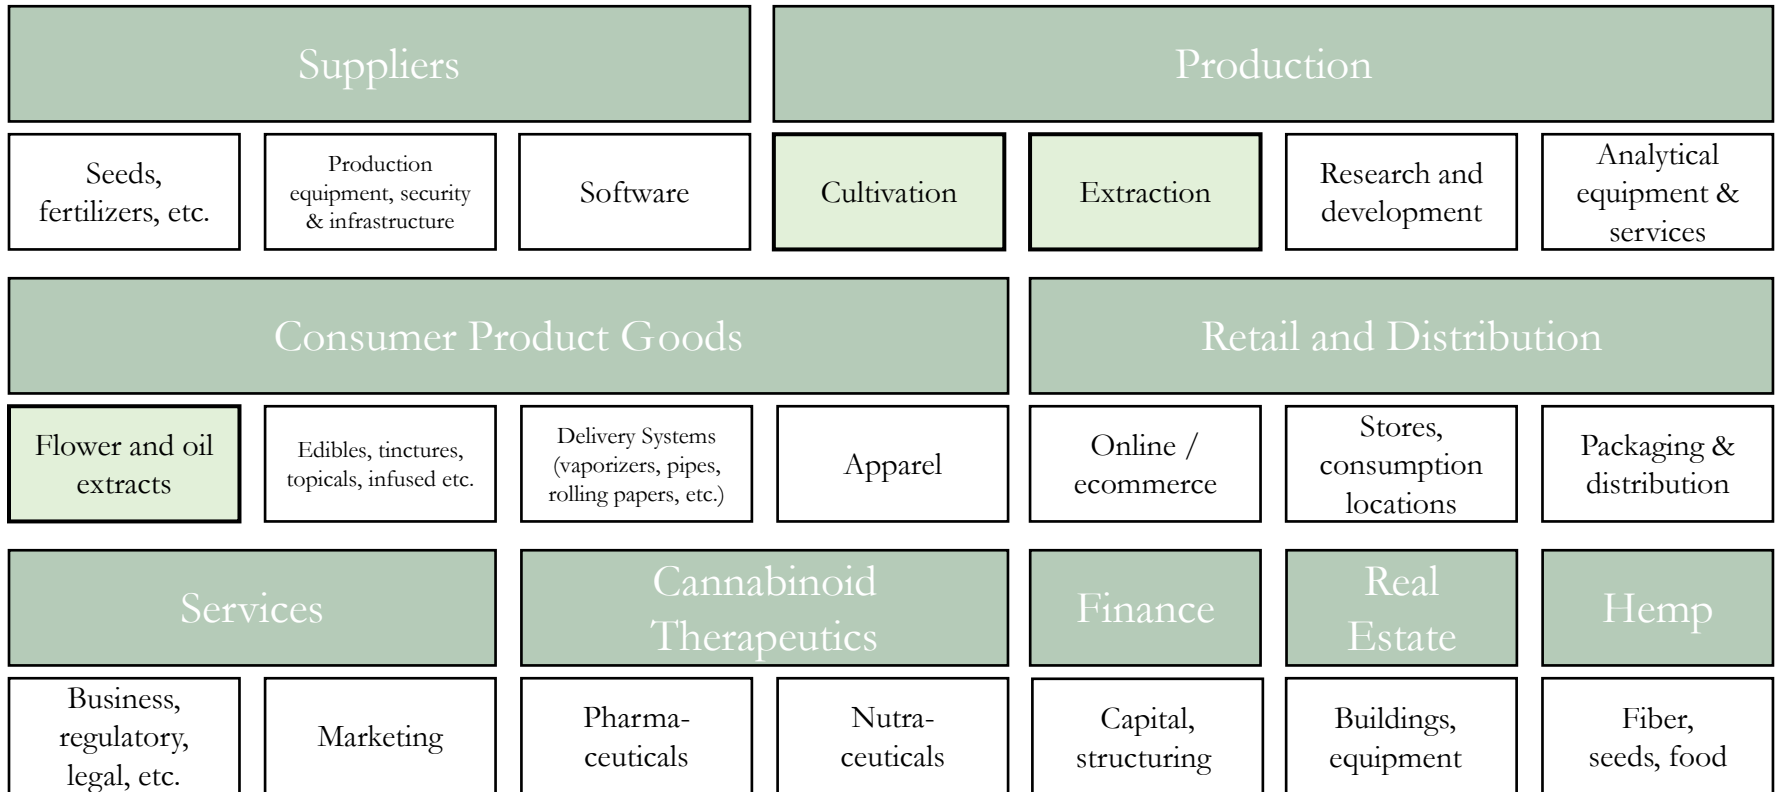 Suppliers
Production
Seeds,
fertilizers, etc.
Production
equipment, security
& infrastructure
Software
Cultivation
Extraction
Research and
development
Analytical
equipment &
services
Consumer Product Goods
Retail and Distribution
Flower and oil
extracts
Edibles, tinctures,
topicals, infused etc.
Delivery Systems
(vaporizers, pipes,
rolling papers, etc.)
Apparel
Online /
ecommerce
Stores,
consumption
locations
Packaging &
distribution
Services
Cannabinoid
Therapeutics
Finance
Real
Estate
Hemp
Business,
regulatory,
legal, etc.
Marketing
Pharma-
ceuticals
Nutra-
ceuticals
Capital,
structuring
Buildings,
equipment
Fiber,
seeds, food